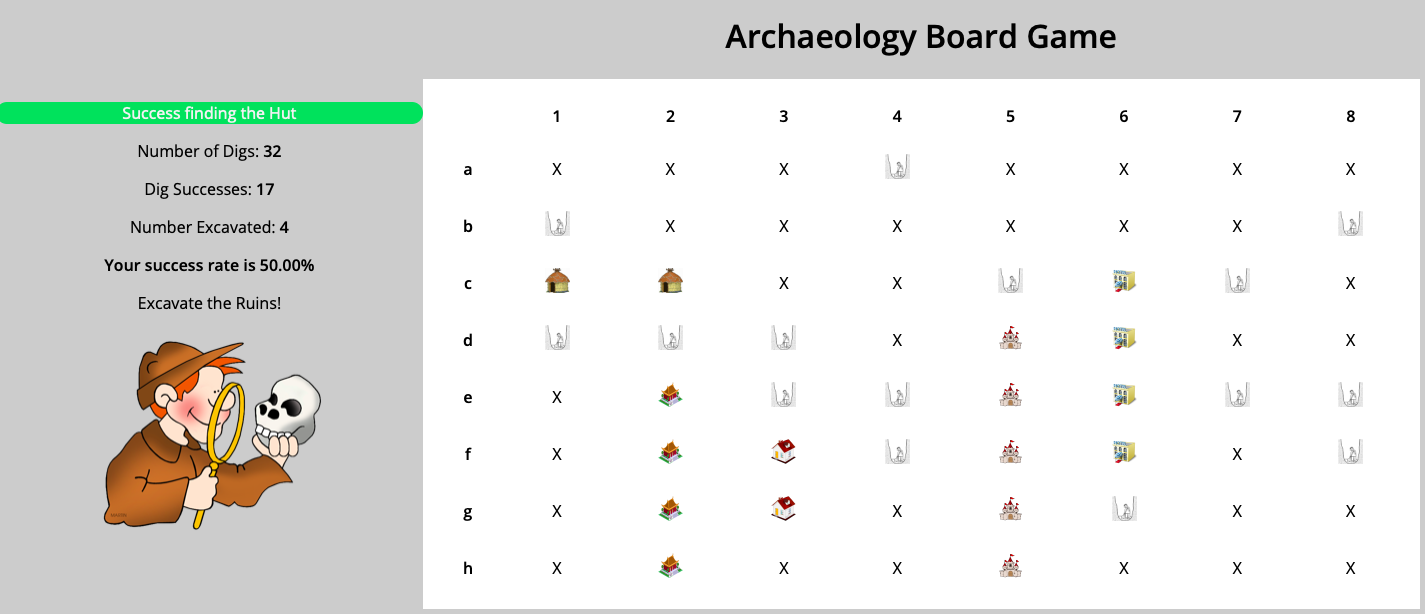 Archaeology Board Game
Success finding the Hut
Number of Digs: 32
Dig Successes: 17
Number Excavated: 4
Your success rate is 50.00%
Excavate the Ruins!
1 2 3 4 5 6 7 8
a X X X X X X X
b X X X X X X
c X X X
d X X X
e X
f X X
g X X X X
h X X X X X X